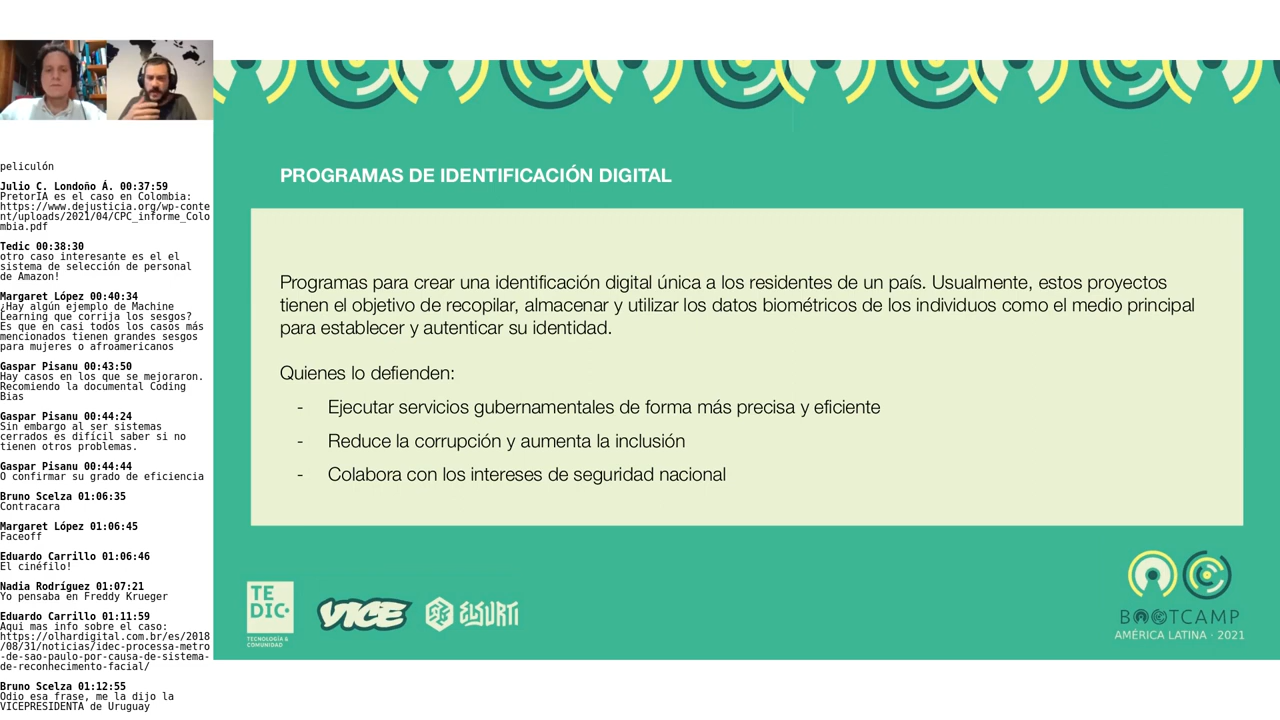 peliculón
Julio C. Londoño Á. 00:37:59
PretorIA es el caso en Colombia:
https://www.dejusticia.org/wp-conte
nt/uploads/2021/04/CPC_informe_Colo
mbia.pdf
Tedic 00:38:30
otro caso interesante es el el
sistema de selección de personal
de Amazon!
Margaret López 00:40:34
¿Hay algún ejemplo de Machine
Learning que corrija los sesgos?
Es que en casi todos los casos más
mencionados tienen grandes sesgos
para mujeres o afroamericanos
Gaspar Pisanu 00:43:50
Hay casos en los que se mejoraron.
Recomiendo la documental Coding
Bias
Gaspar Pisanu 00:44:24
Sin embargo al ser sistemas
cerrados es difícil saber si no
tienen otros problemas.
Gaspar Pisanu 00:44:44
O confirmar su grado de eficiencia
Bruno Scelza 01:06:35
Contracara
Margaret López 01:06:45
Faceoff
Eduardo Carrillo 01:06:46
El cinéfilo!
Nadia Rodríguez 01:07:21
Yo pensaba en Freddy Krueger
Eduardo Carrillo 01:11:59
Aqui mas info sobre el caso:
https://olhardigital.com.br/es/2018
/08/31/noticias/idec-processa-metro
-de-sao-paulo-por-causa-de-sistema-
de-reconhecimento-facial/
Bruno Scelza 01:12:55
Odio esa frase, me la dijo la
VICEPRESIDENTA de Uruguay
PROGRAMAS DE IDENTIFICACIÓN DIGITAL
Programas para crear una identificación digital única a los residentes de un país. Usualmente, estos proyectos
tienen el objetivo de recopilar, almacenar y utilizar los datos biométricos de los individuos como el medio principal
para establecer y autenticar su identidad.
Quienes lo defienden:
- Ejecutar servicios gubernamentales de forma más precisa y eficiente
- Reduce la corrupción y aumenta la inclusión
- Colabora con los intereses de seguridad nacional
TE
DIC
TECNOLOGÍA &
COMUNIDAD
VICE
ELSURTI
BOOTCAMP
AMÉRICA LATINA · 2021